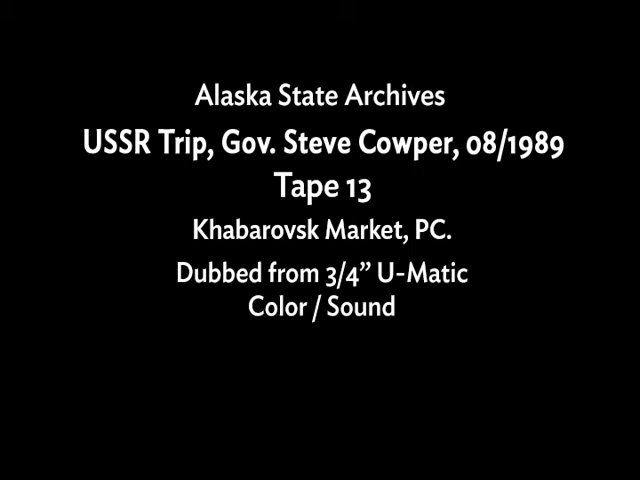 Alaska State Archives
USSR Trip, Gov. Steve Cowper, 08/1989
Tape 13
Khabarovsk Market, PC.
Dubbed from 3/4” U-Matic
Color / Sound